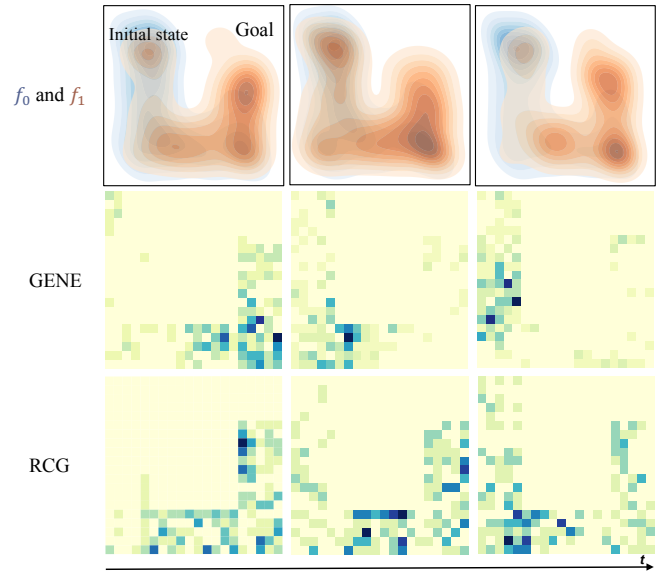 Initial state
Goal
f₀ and f₁
GENE
RCG
t